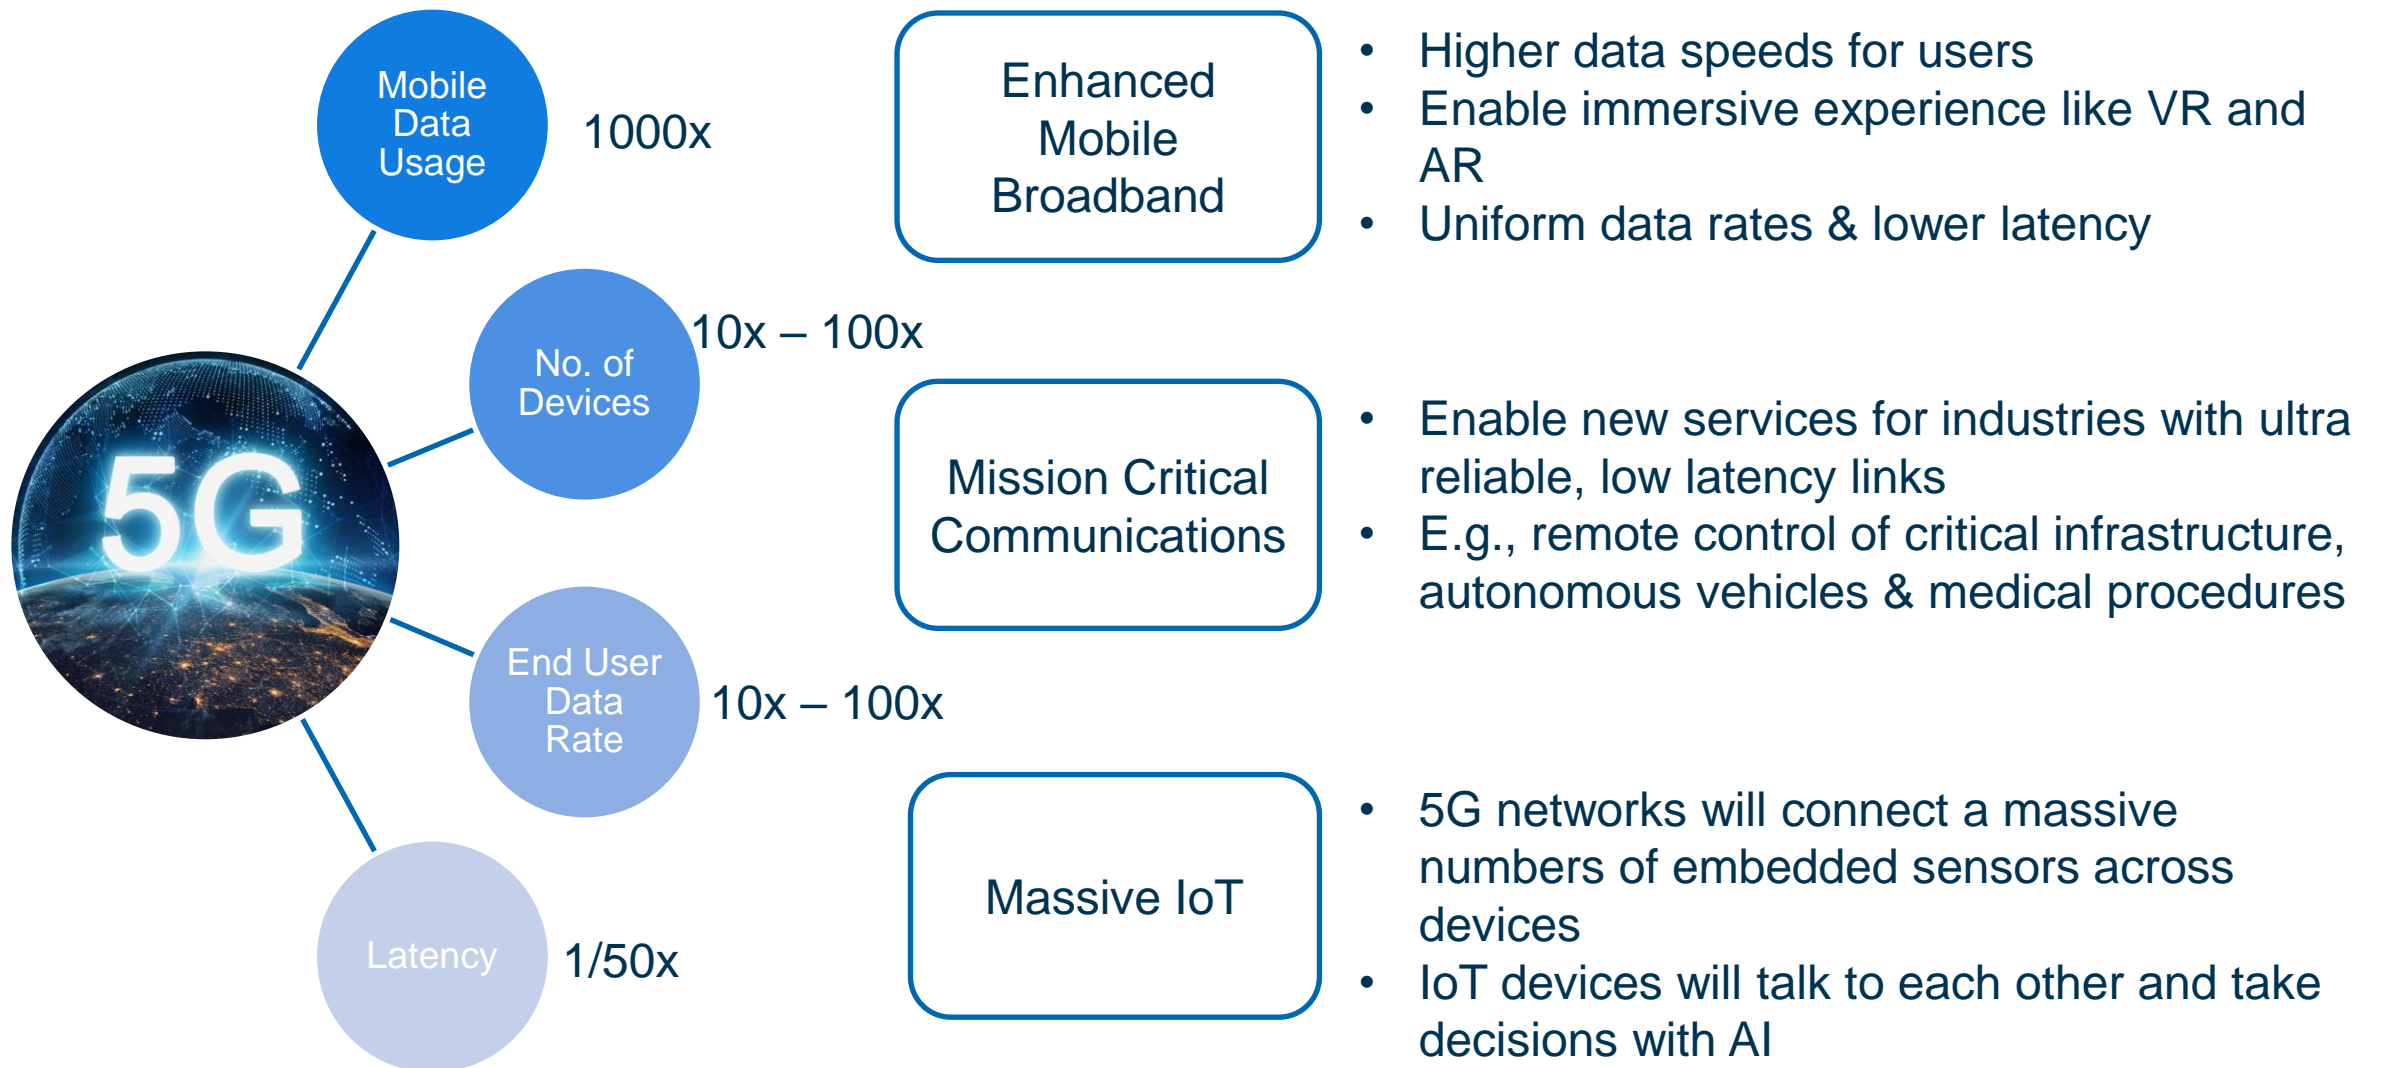 Mobile
Data
Usage
1000x
No. of
Devices
10x – 100x
5G
End User
Data
Rate
10x – 100x
Latency
1/50x
Enhanced
Mobile
Broadband
• Higher data speeds for users
• Enable immersive experience like VR and
AR
• Uniform data rates & lower latency
Mission Critical
Communications
• Enable new services for industries with ultra
reliable, low latency links
• E.g., remote control of critical infrastructure,
autonomous vehicles & medical procedures
Massive IoT
• 5G networks will connect a massive
numbers of embedded sensors across
devices
• IoT devices will talk to each other and take
decisions with AI